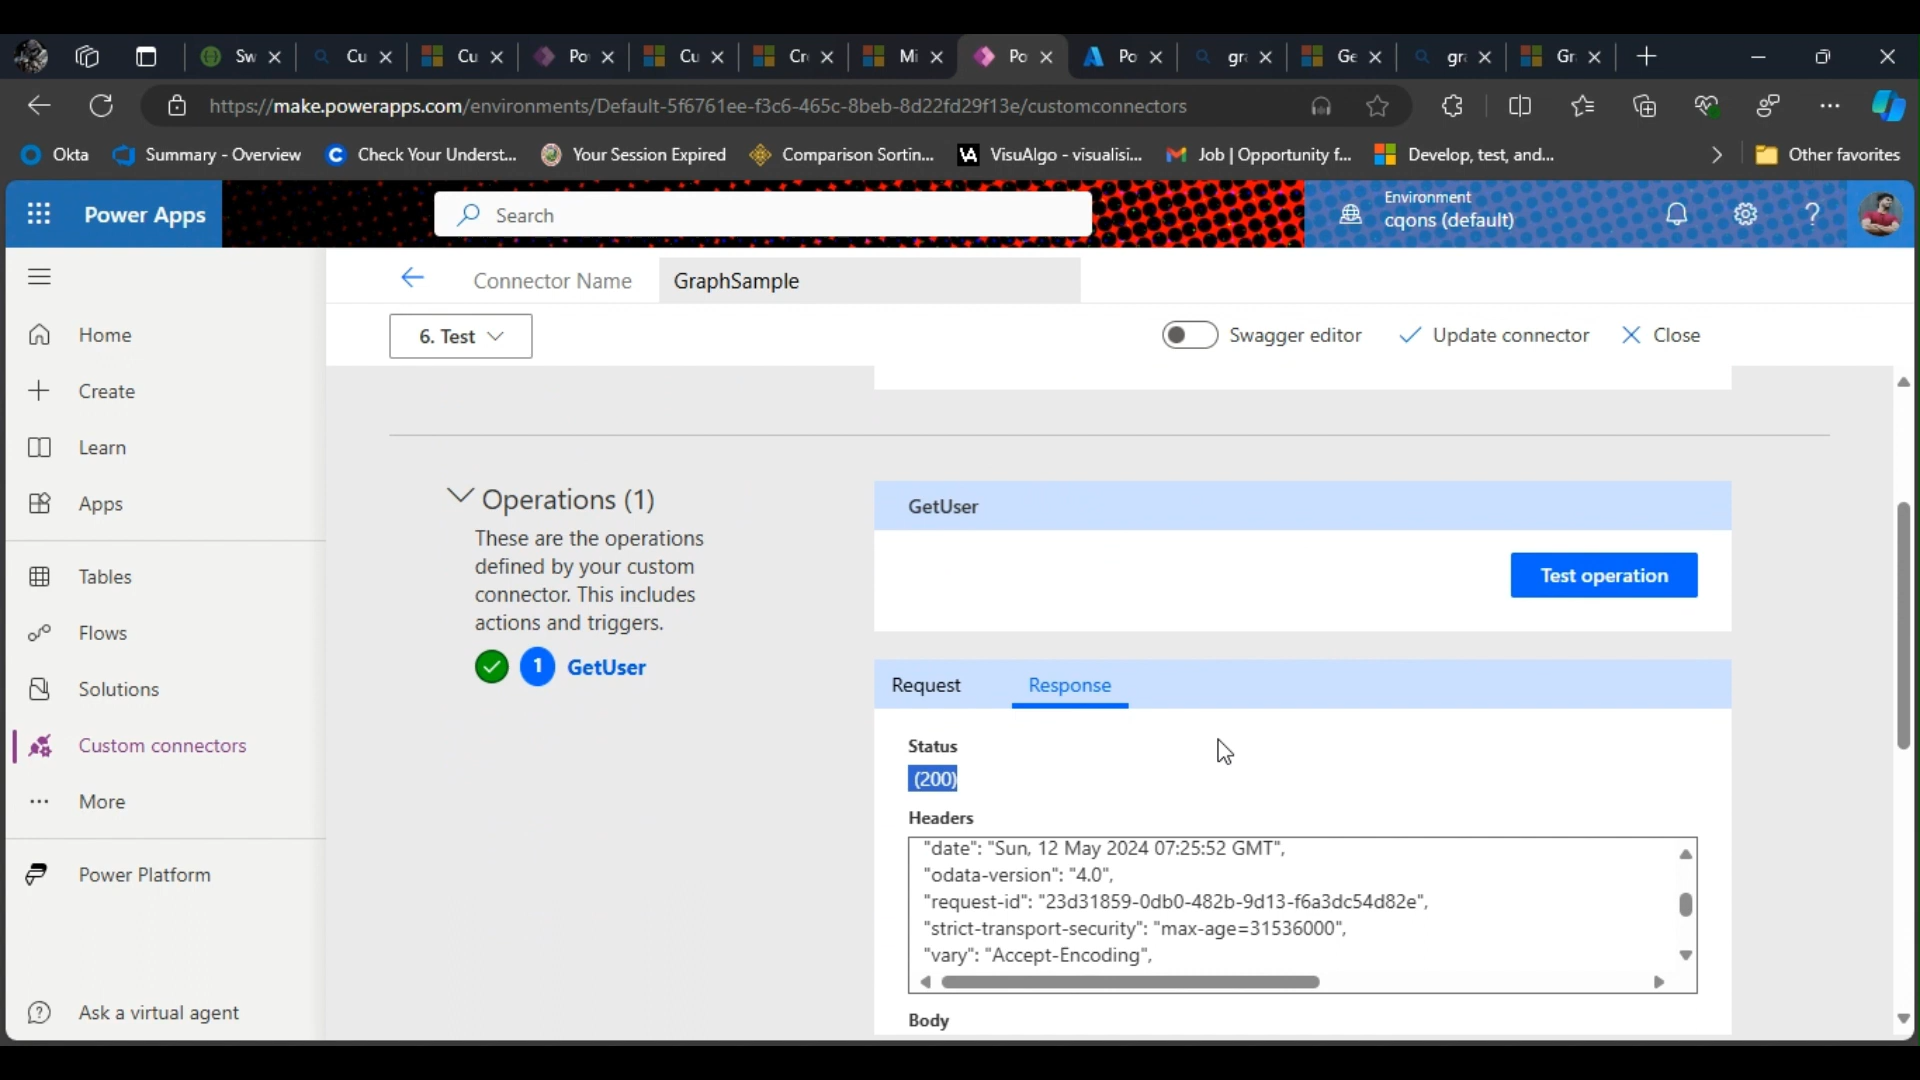 Sw
Cu
Cu
Po
Cu
Cr
Mi
Po
Po
gr
Ge
gr
Gr
https://make.powerapps.com/environments/Default-5f6761ee-f3c6-465c-8beb-8d22fd29f13e/customconnectors
Okta
Summary - Overview
Check Your Underst...
Your Session Expired
Comparison Sortin...
VisuAlgo - visualisi...
Job | Opportunity f...
Develop, test, and...
Other favorites
Power Apps
Search
Environment
cqons (default)
Connector Name
GraphSample
6. Test
Swagger editor
Update connector
Close
Home
Create
Learn
Apps
Tables
Flows
Solutions
Custom connectors
More
Power Platform
Ask a virtual agent
Operations (1)
These are the operations
defined by your custom
connector. This includes
actions and triggers.
1
GetUser
GetUser
Test operation
Request
Response
Status
(200)
Headers
"date": "Sun, 12 May 2024 07:25:52 GMT",
"odata-version": "4.0",
"request-id": "23d31859-0db0-482b-9d13-f6a3dc54d82e",
"strict-transport-security": "max-age=31536000",
"vary": "Accept-Encoding",
Body